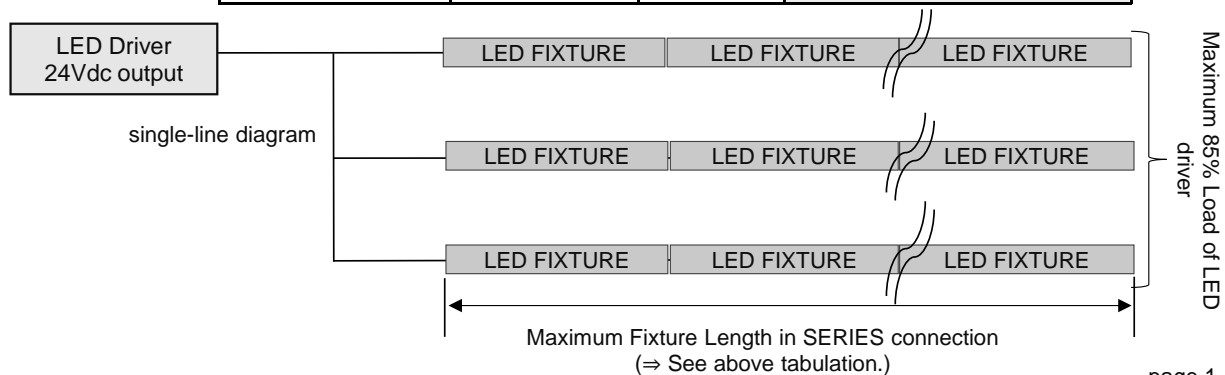 LED Driver
24Vdc output
LED FIXTURE LED FIXTURE LED FIXTURE
single-line diagram
LED FIXTURE LED FIXTURE LED FIXTURE
LED FIXTURE LED FIXTURE LED FIXTURE
Maximum 85% Load of LED
driver
Maximum Fixture Length in SERIES connection
(⇒ See above tabulation.)
page 1